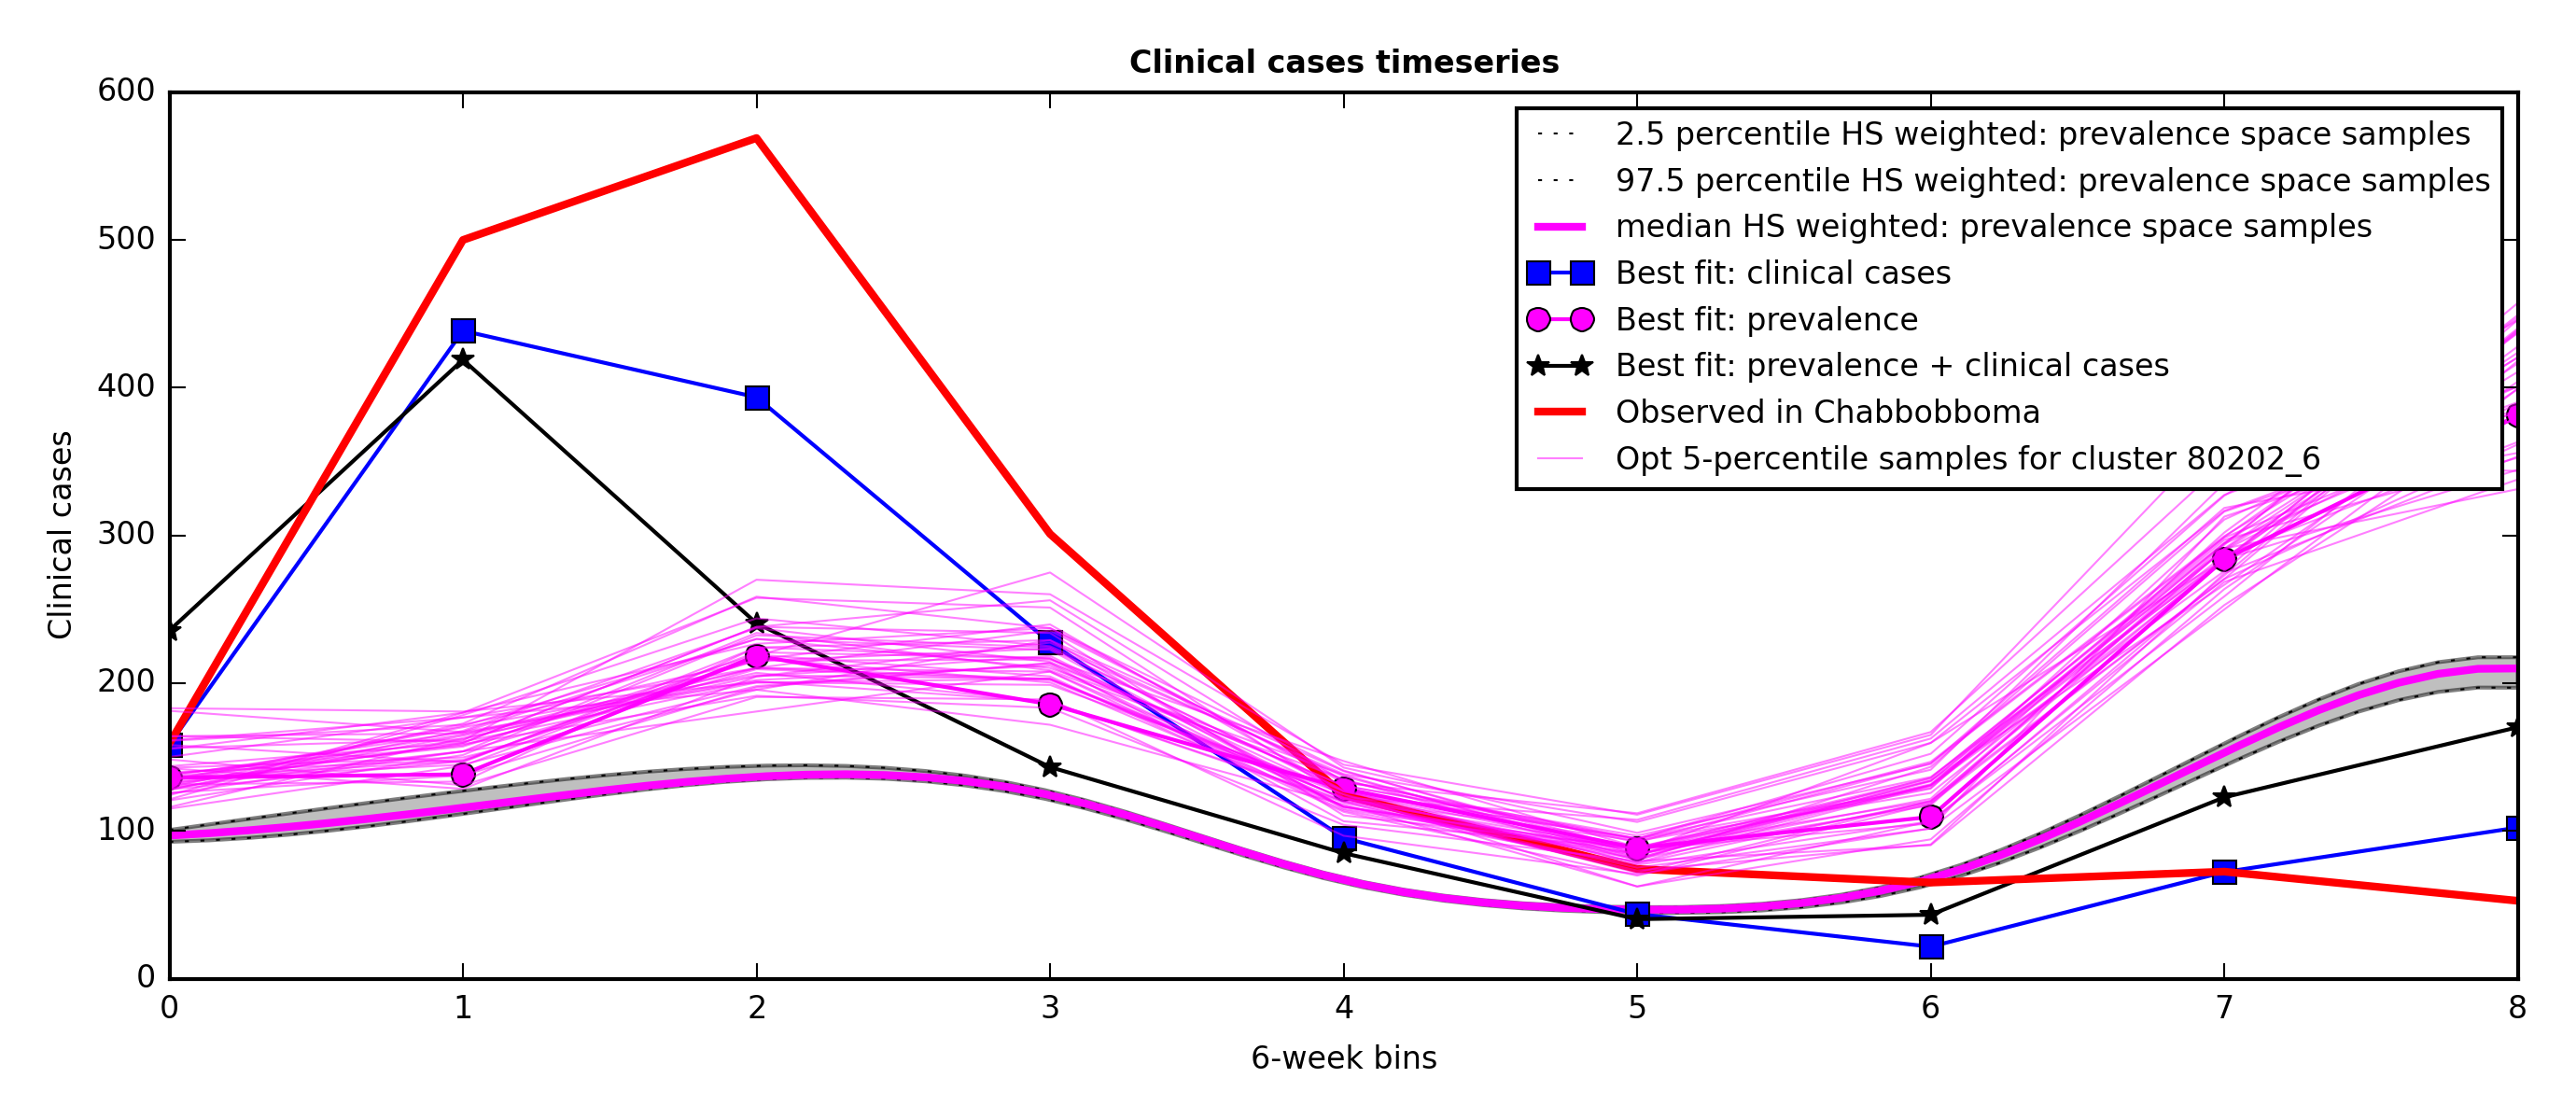 Clinical cases timeseries
600
500
400
300
200
100
0
Clinical cases
2.5 percentile HS weighted: prevalence space samples
97.5 percentile HS weighted: prevalence space samples
median HS weighted: prevalence space samples
Best fit: clinical cases
Best fit: prevalence
Best fit: prevalence + clinical cases
Observed in Chabbobboma
Opt 5-percentile samples for cluster 80202_6
0 1 2 3 4 5 6 7 8
6-week bins